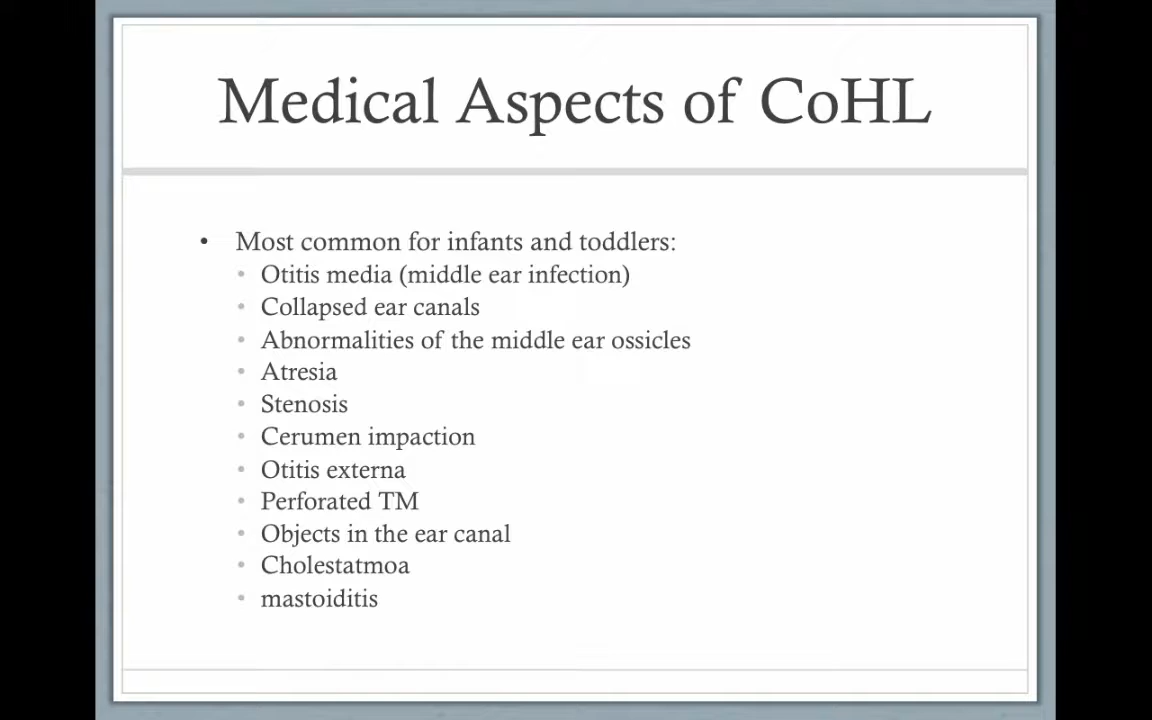 Medical Aspects of CoHL
• Most common for infants and toddlers:
• Otitis media (middle ear infection)
• Collapsed ear canals
• Abnormalities of the middle ear ossicles
• Atresia
• Stenosis
• Cerumen impaction
• Otitis externa
• Perforated TM
• Objects in the ear canal
• Cholestatmoa
• mastoiditis